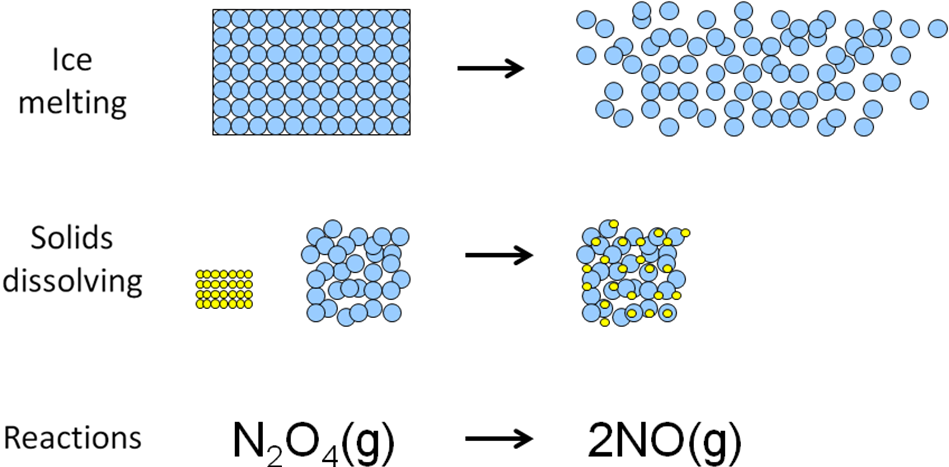 Ice
melting
Solids
dissolving
Reactions N₂O₄(g) → 2NO(g)